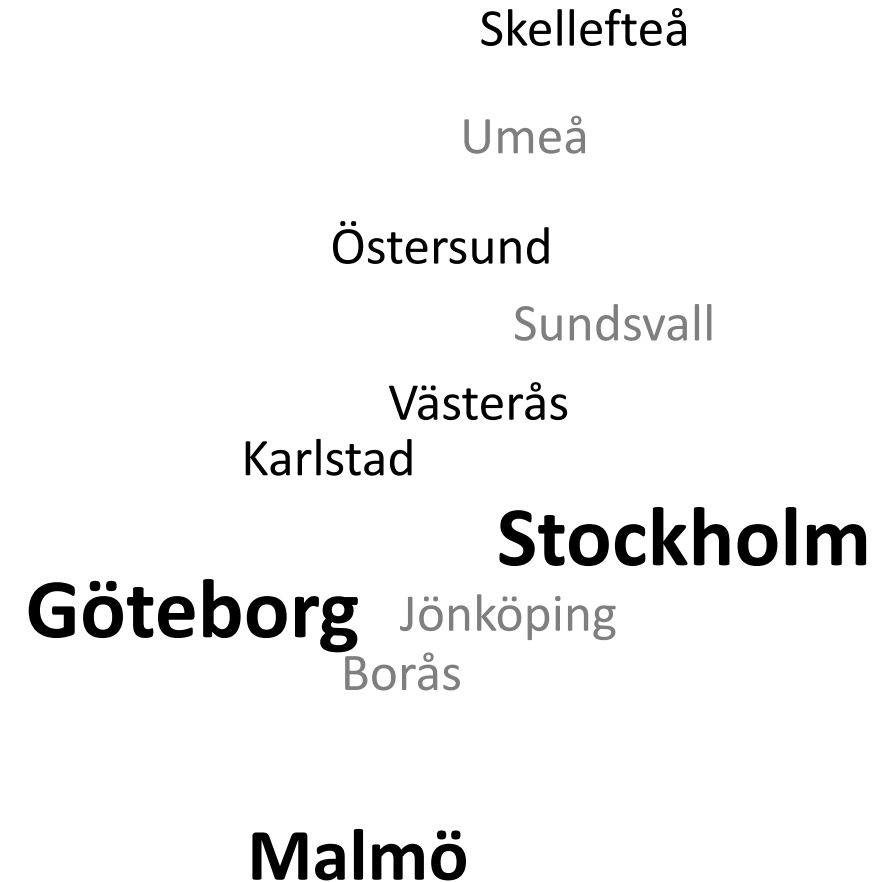 Skellefteå
Umeå
Östersund
Sundsvall
Västerås
Karlstad
Stockholm
Göteborg
Jönköping
Borås
Malmö